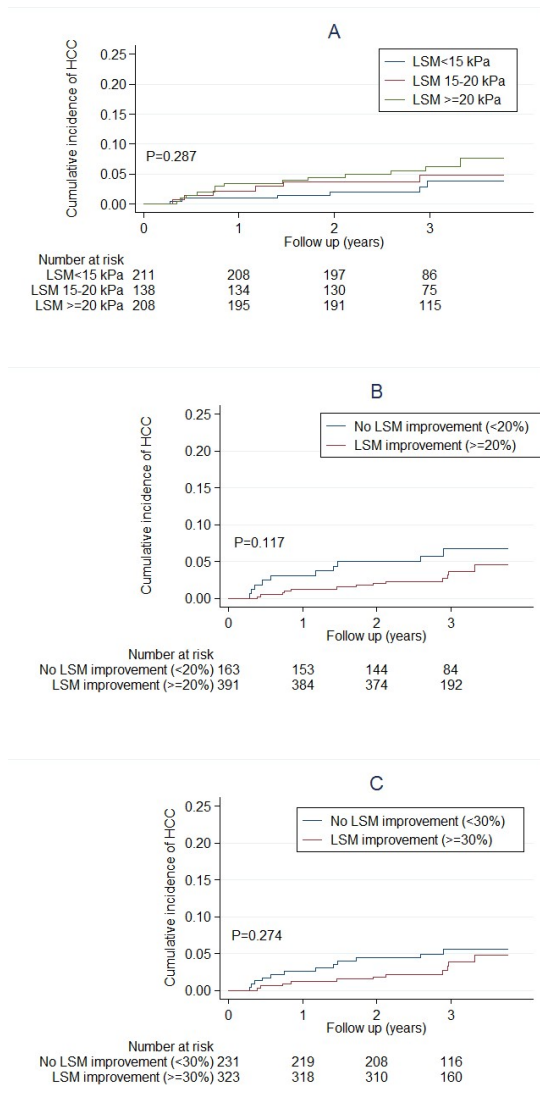 A
Cumulative incidence of HCC
0.25
0.20
0.15
0.10
0.05
0.00
LSM<15 kPa
LSM 15-20 kPa
LSM >=20 kPa
P=0.287
0 1 2 3
Follow up (years)
Number at risk
LSM<15 kPa 211 208 197 86
LSM 15-20 kPa 138 134 130 75
LSM >=20 kPa 208 195 191 115
B
Cumulative incidence of HCC
0.25
0.20
0.15
0.10
0.05
0.00
No LSM improvement (<20%)
LSM improvement (>=20%)
P=0.117
0 1 2 3
Follow up (years)
Number at risk
No LSM improvement (<20%) 163 153 144 84
LSM improvement (>=20%) 391 384 374 192
C
Cumulative incidence of HCC
0.25
0.20
0.15
0.10
0.05
0.00
No LSM improvement (<30%)
LSM improvement (>=30%)
P=0.274
0 1 2 3
Follow up (years)
Number at risk
No LSM improvement (<30%) 231 219 208 116
LSM improvement (>=30%) 323 318 310 160